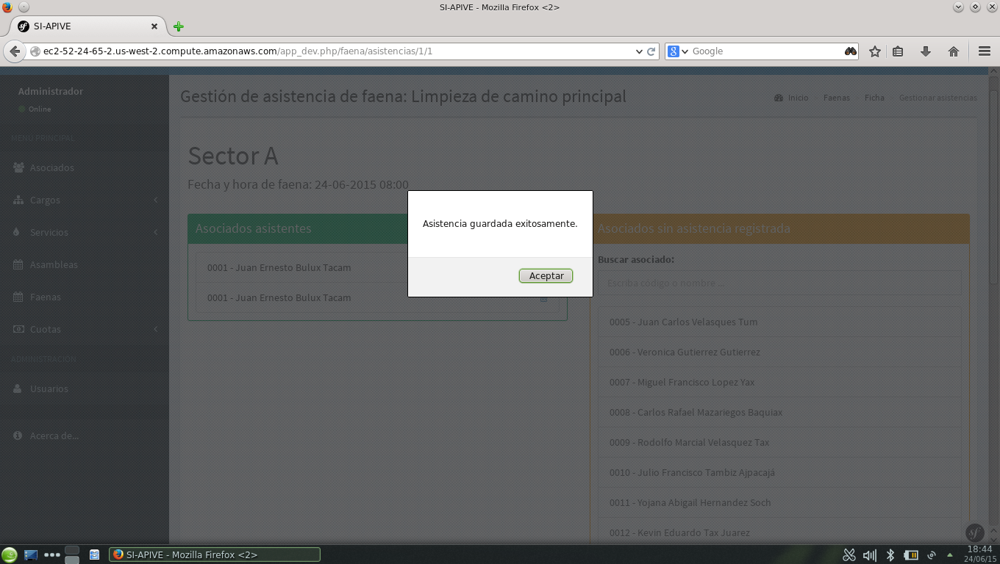 SI-APIVE - Mozilla Firefox <2>
SI-APIVE
ec2-52-24-65-2.us-west-2.compute.amazonaws.com/app_dev.php/faena/asistencias/1/1
Google
Administrador
Online
MENÚ PRINCIPAL
Asociados
Cargos
Servicios
Asambleas
Faenas
Cuotas
ADMINISTRACIÓN
Usuarios
Acerca de...
Gestión de asistencia de faena: Limpieza de camino principal
Inicio Faenas Ficha Gestionar asistencias
Sector A
Fecha y hora de faena: 24-06-2015 08:00
Asociados asistentes
0001 - Juan Ernesto Bulux Tacam
0001 - Juan Ernesto Bulux Tacam
Asistencia guardada exitosamente.
Aceptar
Asociados sin asistencia registrada
Buscar asociado:
Escriba código o nombre ...
0005 - Juan Carlos Velasques Tum
0006 - Veronica Gutierrez Gutierrez
0007 - Miguel Francisco Lopez Yax
0008 - Carlos Rafael Mazariegos Baquiax
0009 - Rodolfo Marcial Velasquez Tax
0010 - Julio Francisco Tambiz Ajpacajá
0011 - Yojana Abigail Hernandez Soch
0012 - Kevin Eduardo Tax Juarez
SI-APIVE - Mozilla Firefox <2>
18:44
24/06/15